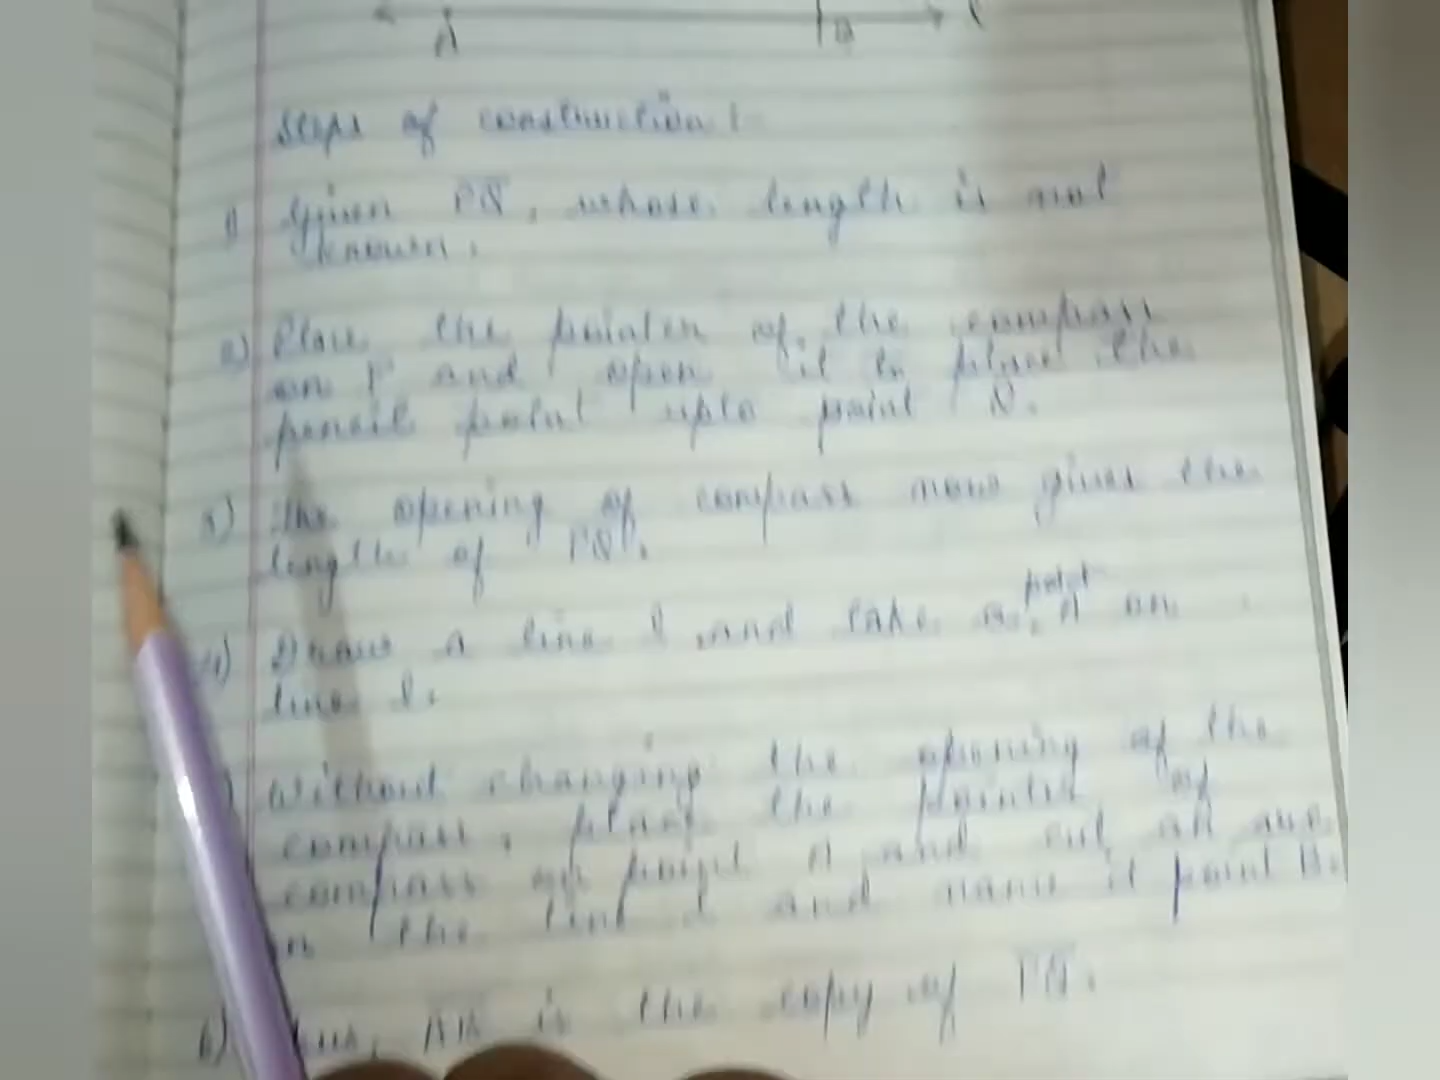 A B l
Steps of construction :-
1) Given PQ, whose length is not
known.
2) Place the pointer of the compass
on P and open it to place the
pencil point upto point Q.
3) The opening of compass now gives the
length of PQ.
point
4) Draw a line l and take a, A on
line l.
) Without changing the opening of the
compass, place the pointer of
compass on point A and cut an arc
on the line l and name it point B.
6) Thus, AB is the copy of PQ.